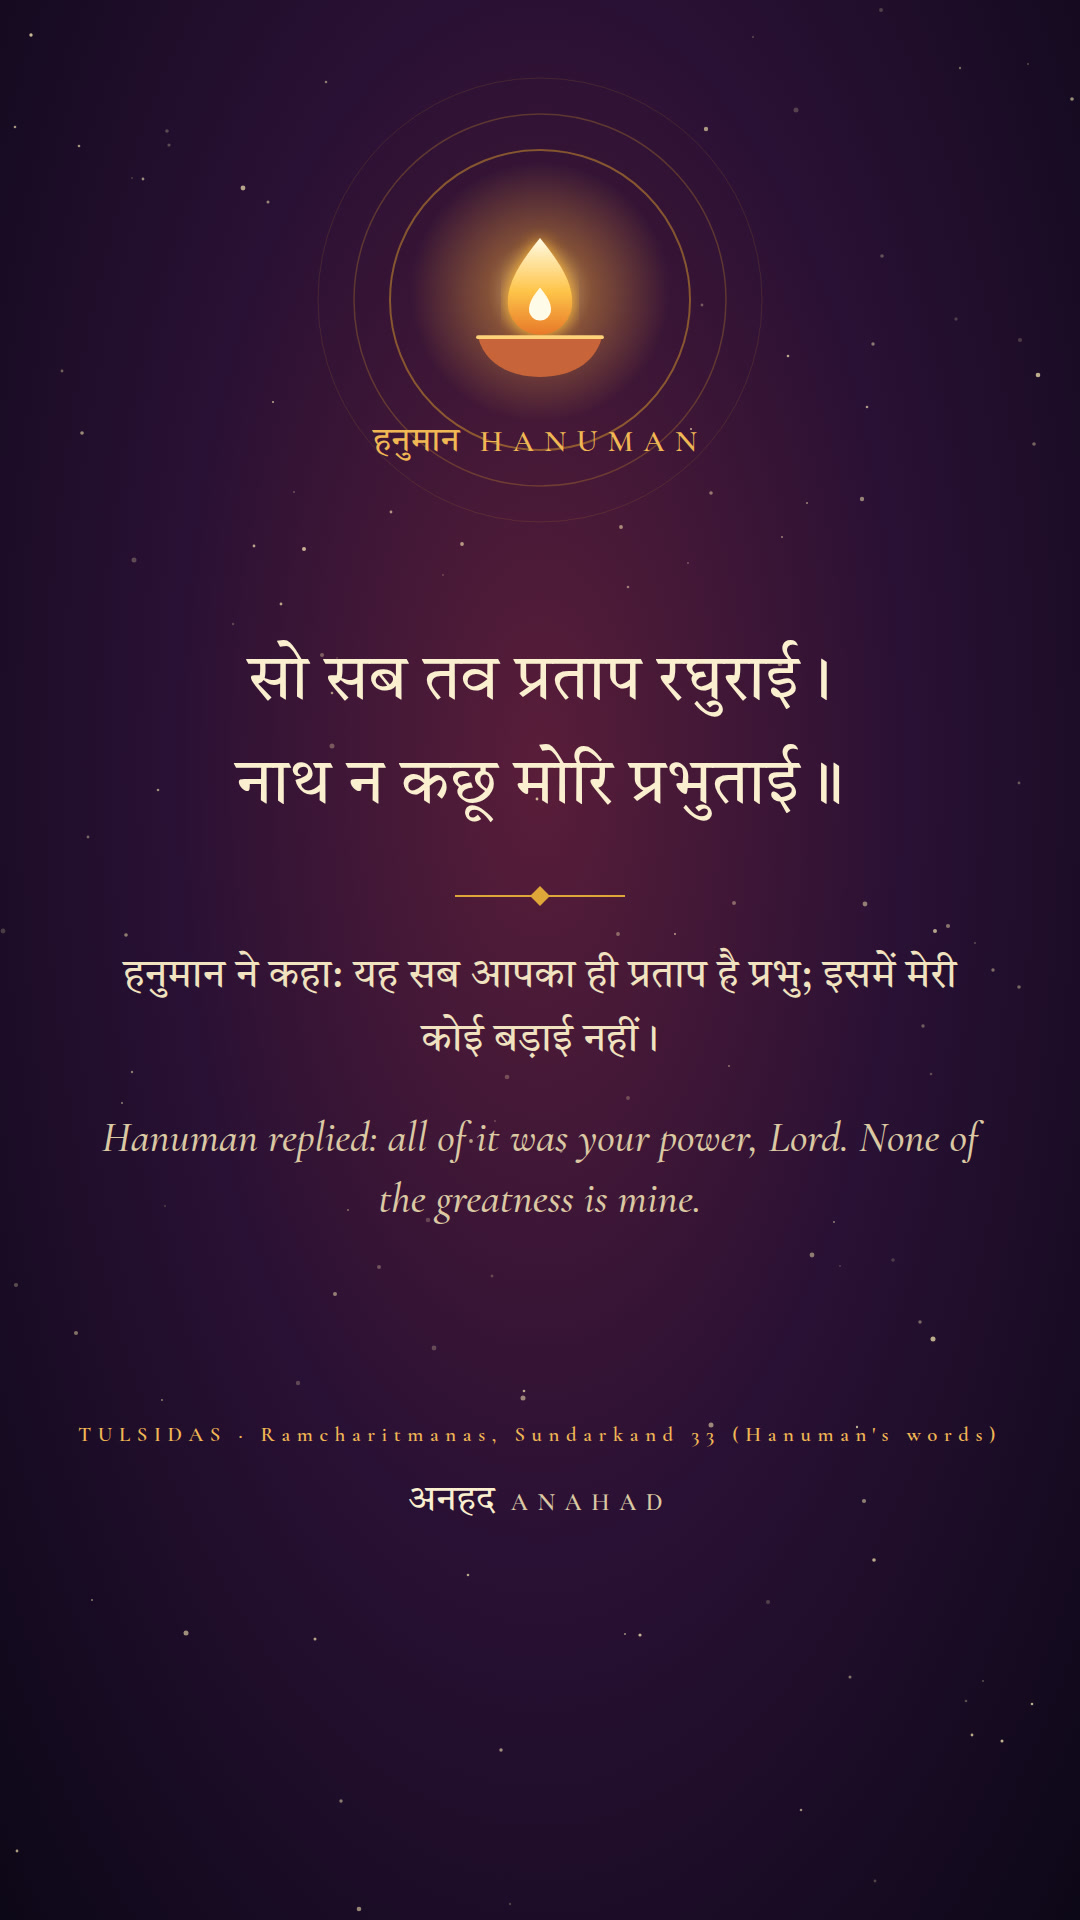 हनुमान HANUMAN
सो सब तव प्रताप रघुराई।
नाथ न कछू मोरि प्रभुताई॥
हनुमान ने कहा: यह सब आपका ही प्रताप है प्रभु; इसमें मेरी
कोई बड़ाई नहीं।
Hanuman replied: all of it was your power, Lord. None of
the greatness is mine.
TULSIDAS · Ramcharitmanas, Sundarkand 33 (Hanuman's words)
अनहद ANAHAD